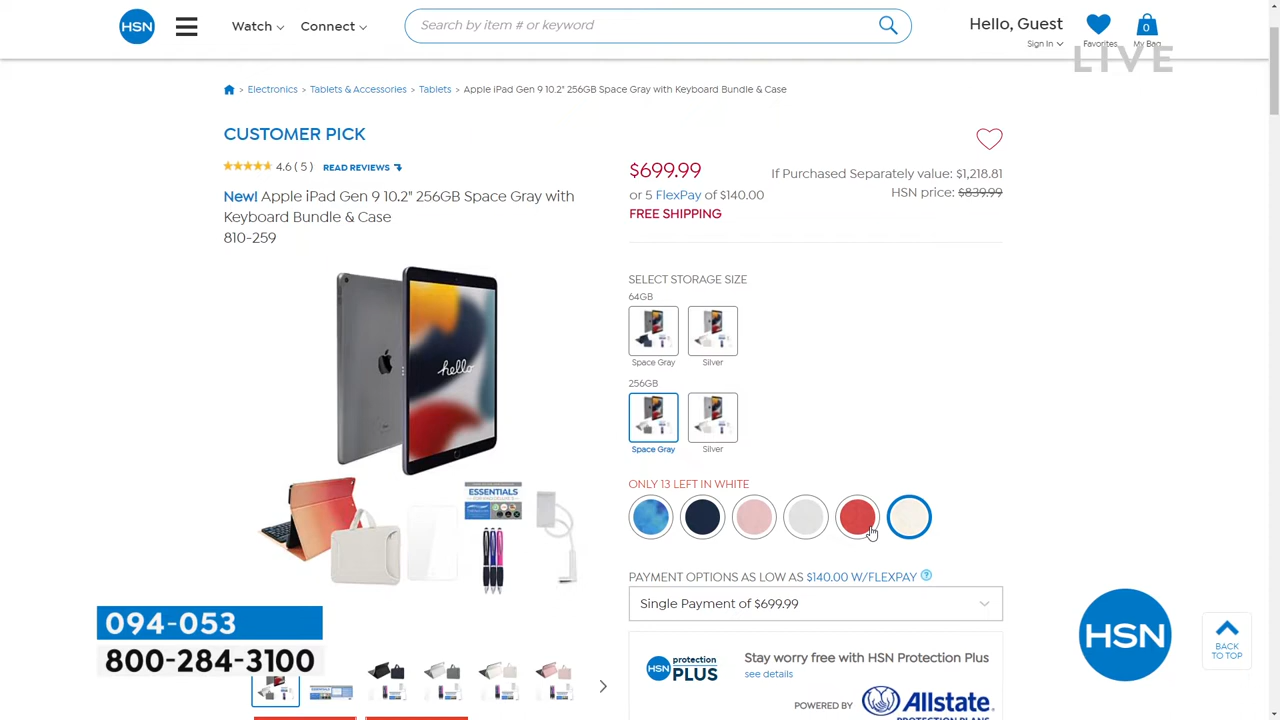 HSN
Watch
Connect
Search by item # or keyword
Hello, Guest
Sign In
Favorites
0
My Bag
LIVE
> Electronics > Tablets & Accessories > Tablets > Apple iPad Gen 9 10.2" 256GB Space Gray with Keyboard Bundle & Case
CUSTOMER PICK
4.6 ( 5 ) READ REVIEWS
New! Apple iPad Gen 9 10.2" 256GB Space Gray with
Keyboard Bundle & Case
810-259
$699.99
If Purchased Separately value: $1,218.81
or 5 FlexPay of $140.00
HSN price: $839.99
FREE SHIPPING
SELECT STORAGE SIZE
64GB
Space Gray
Silver
256GB
Space Gray
Silver
ONLY 13 LEFT IN WHITE
hello
ESSENTIALS
PAYMENT OPTIONS AS LOW AS $140.00 W/FLEXPAY ?
Single Payment of $699.99
HSN protection PLUS
Stay worry free with HSN Protection Plus
see details
POWERED BY Allstate
PROTECTION PLANS
094-053
800-284-3100
HSN
BACK
TO TOP